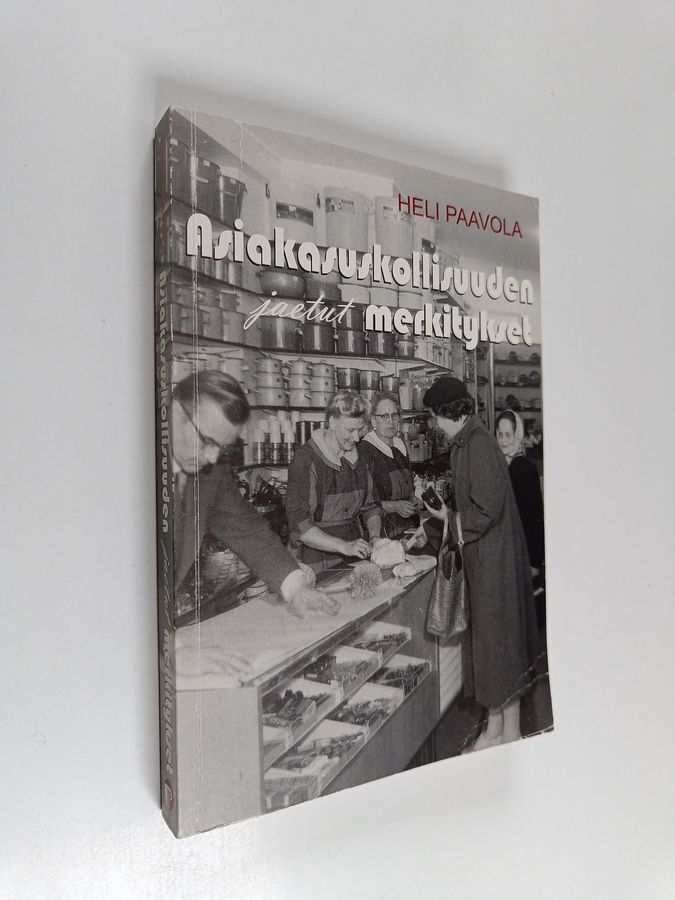 HELI PAAVOLA
Asiakasuskollisuuden
jaetut merkitykset
Asiakasuskollisuuden jaetut merkitykset